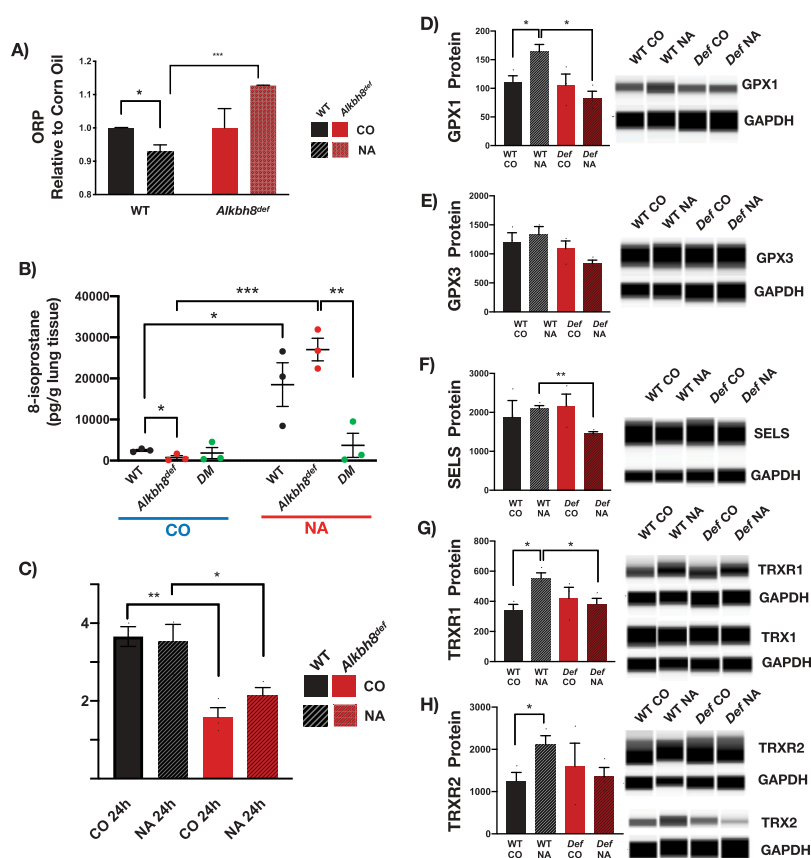 A)
ORP
Relative to Corn Oil
1.2
1.1
1.0
0.9
0.8
*
***
WT
Alkbh8def
WT
Alkbh8def
CO
NA
B)
8-isoprostane
(pg/g lung tissue)
40000
30000
20000
10000
0
***
*
**
*
WT
Alkbh8def
DM
WT
Alkbh8def
DM
CO
NA
C)
4
2
**
*
CO 24h
NA 24h
CO 24h
NA 24h
WT
Alkbh8def
CO
NA
D)
GPX1 Protein
200
150
100
50
0
*
*
WT CO
WT NA
Def CO
Def NA
WT CO
WT NA
Def CO
Def NA
GPX1
GAPDH
E)
GPX3 Protein
2000
1500
1000
500
0
WT CO
WT NA
Def CO
Def NA
WT CO
WT NA
Def CO
Def NA
GPX3
GAPDH
F)
SELS Protein
3000
2000
1000
0
**
WT CO
WT NA
Def CO
Def NA
WT CO
WT NA
Def CO
Def NA
SELS
GAPDH
G)
TRXR1 Protein
800
600
400
200
0
*
*
WT CO
WT NA
Def CO
Def NA
WT CO
WT NA
Def CO
Def NA
TRXR1
GAPDH
TRX1
GAPDH
H)
TRXR2 Protein
3000
2000
1000
0
*
WT CO
WT NA
Def CO
Def NA
WT CO
WT NA
Def CO
Def NA
TRXR2
GAPDH
TRX2
GAPDH